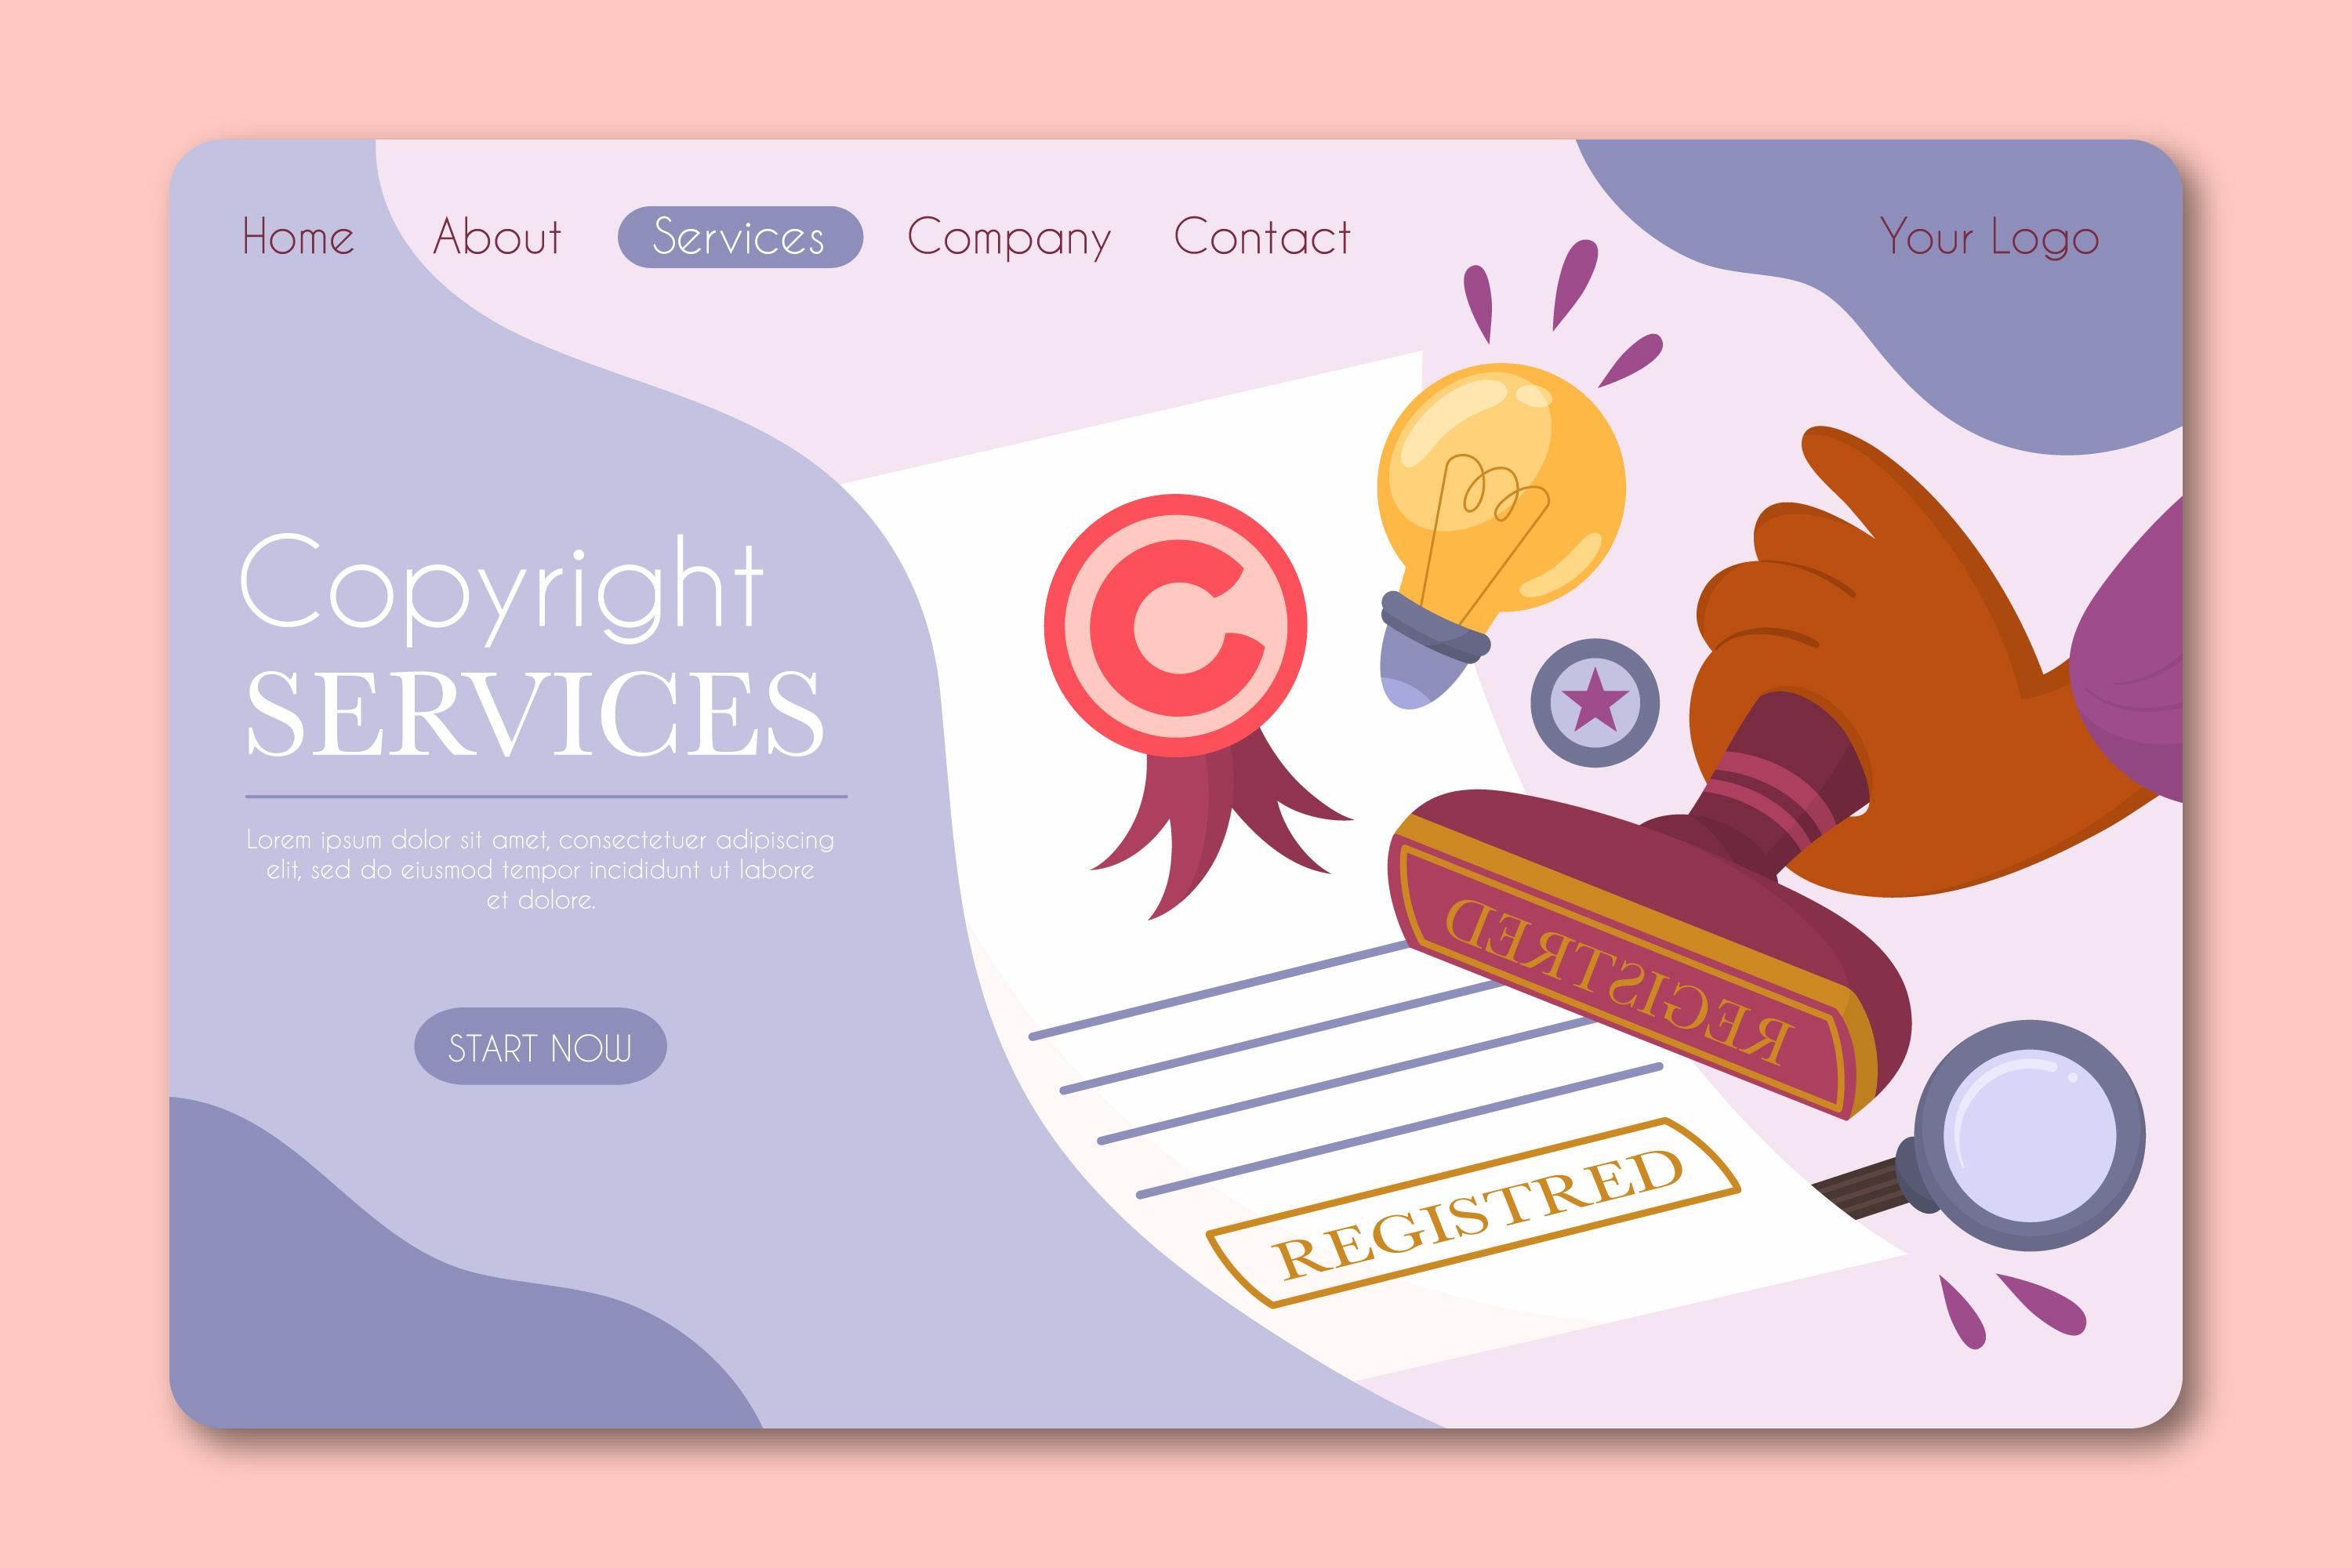 Home About Services Company Contact Your Logo
Copyright
SERVICES
Lorem ipsum dolor sit amet, consectetuer adipiscing
elit, sed do eiusmod tempor incididunt ut labore
et dolore.
START NOW
C
REGISTRED
REGISTRED